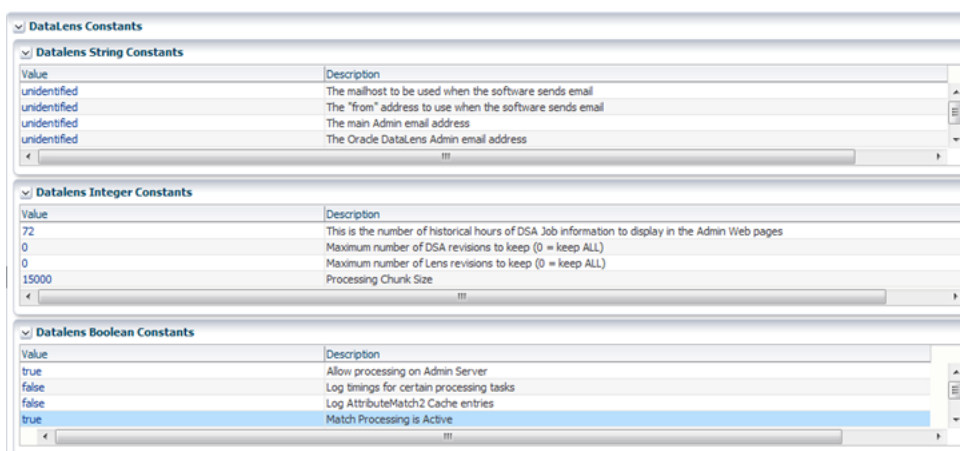 DataLens Constants
Datalens String Constants
Value Description
unidentified The mailhost to be used when the software sends email
unidentified The "from" address to use when the software sends email
unidentified The main Admin email address
unidentified The Oracle DataLens Admin email address
Datalens Integer Constants
Value Description
72 This is the number of historical hours of DSA Job information to display in the Admin Web pages
0 Maximum number of DSA revisions to keep (0 = keep ALL)
0 Maximum number of Lens revisions to keep (0 = keep ALL)
15000 Processing Chunk Size
Datalens Boolean Constants
Value Description
true Allow processing on Admin Server
false Log timings for certain processing tasks
false Log AttributeMatch2 Cache entries
true Match Processing is Active